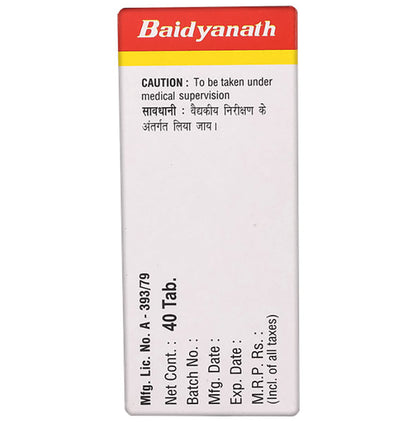 Baidyanath
CAUTION : To be taken under
medical supervision
सावधानी : वैद्यकीय निरीक्षण के
अंतर्गत लिया जाय।
Mfg. Lic. No. A - 393/79
Net Cont. : 40 Tab.
Batch No. :
Mfg. Date :
Exp. Date :
M.R.P. Rs. :
(Incl. of all taxes)